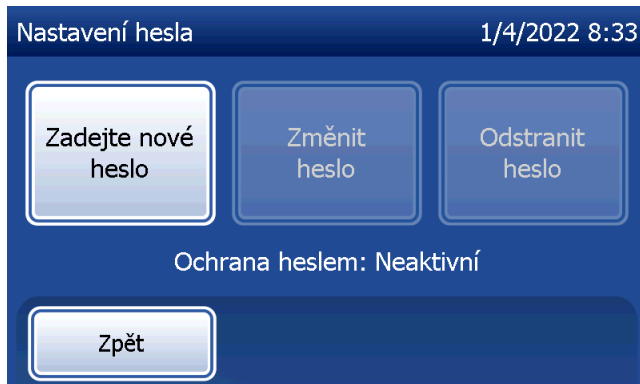 Nastavení hesla 1/4/2022 8:33
Zadejte nové
heslo
Změnit
heslo
Odstranit
heslo
Ochrana heslem: Neaktivní
Zpět